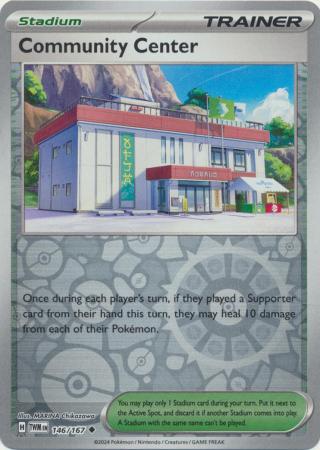 Stadium
TRAINER
Community Center
Once during each player's turn, if they played a Supporter
card from their hand this turn, they may heal 10 damage
from each of their Pokémon.
Illus. MARINA Chikazawa
H TWM EN 146/167 ◆
You may play only 1 Stadium card during your turn. Put it next to
the Active Spot, and discard it if another Stadium comes into play.
A Stadium with the same name can't be played.
©2024 Pokémon / Nintendo / Creatures / GAME FREAK